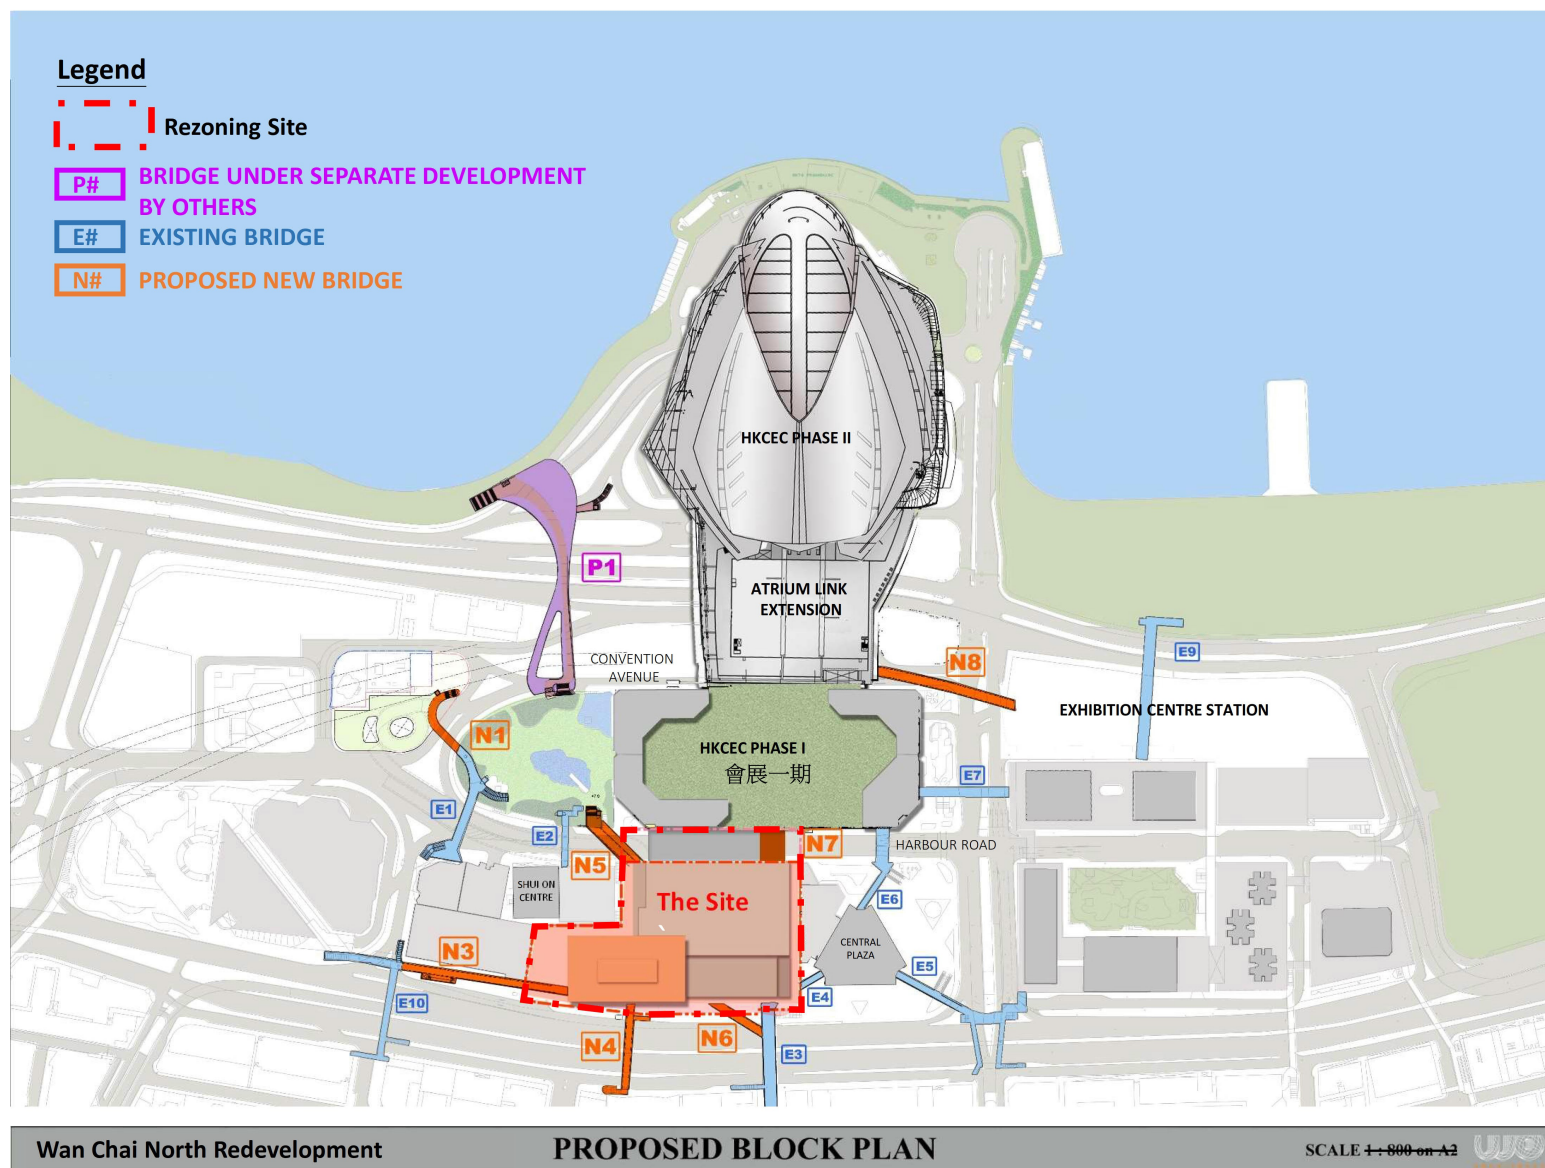 Legend
Rezoning Site
P#
BRIDGE UNDER SEPARATE DEVELOPMENT
BY OTHERS
E#
EXISTING BRIDGE
N#
PROPOSED NEW BRIDGE
HKCEC PHASE II
P1
ATRIUM LINK
EXTENSION
CONVENTION
AVENUE
N8
E9
EXHIBITION CENTRE STATION
N1
HKCEC PHASE I
會展一期
E7
E1
E2
N5
N7
HARBOUR ROAD
SHUI ON
CENTRE
The Site
E6
CENTRAL
PLAZA
N3
E5
E10
E4
N4
N6
E3
Wan Chai North Redevelopment
PROPOSED BLOCK PLAN
SCALE 1 : 800 on A2